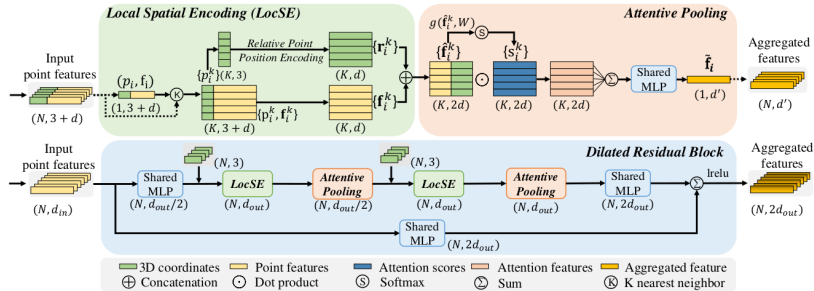 Local Spatial Encoding (LocSE)
Attentive Pooling
Input
point features
(N, 3 + d)
(p_i, f_i)
(1, 3 + d)
K
{p_i^k} (K, 3)
Relative Point
Position Encoding
{r_i^k}
(K, d)
(K, 3 + d)
{p_i^k, f_i^k}
{f_i^k}
(K, d)
g(f̂_i^k, W)
S
{f̂_i^k}
{s_i^k}
(K, 2d)
(K, 2d)
(K, 2d)
Σ
Shared
MLP
f̃_i
(1, d')
Aggregated
features
(N, d')
Input
point features
(N, d_in)
Dilated Residual Block
Shared
MLP
(N, d_out/2)
(N, 3)
LocSE
(N, d_out)
Attentive
Pooling
(N, d_out/2)
(N, 3)
LocSE
(N, d_out)
Attentive
Pooling
(N, d_out)
Shared
MLP
(N, 2d_out)
Σ
lrelu
Shared
MLP
(N, 2d_out)
Aggregated
features
(N, 2d_out)
3D coordinates
Point features
Attention scores
Attention features
Aggregated feature
Concatenation
Dot product
S Softmax
Σ Sum
K K nearest neighbor